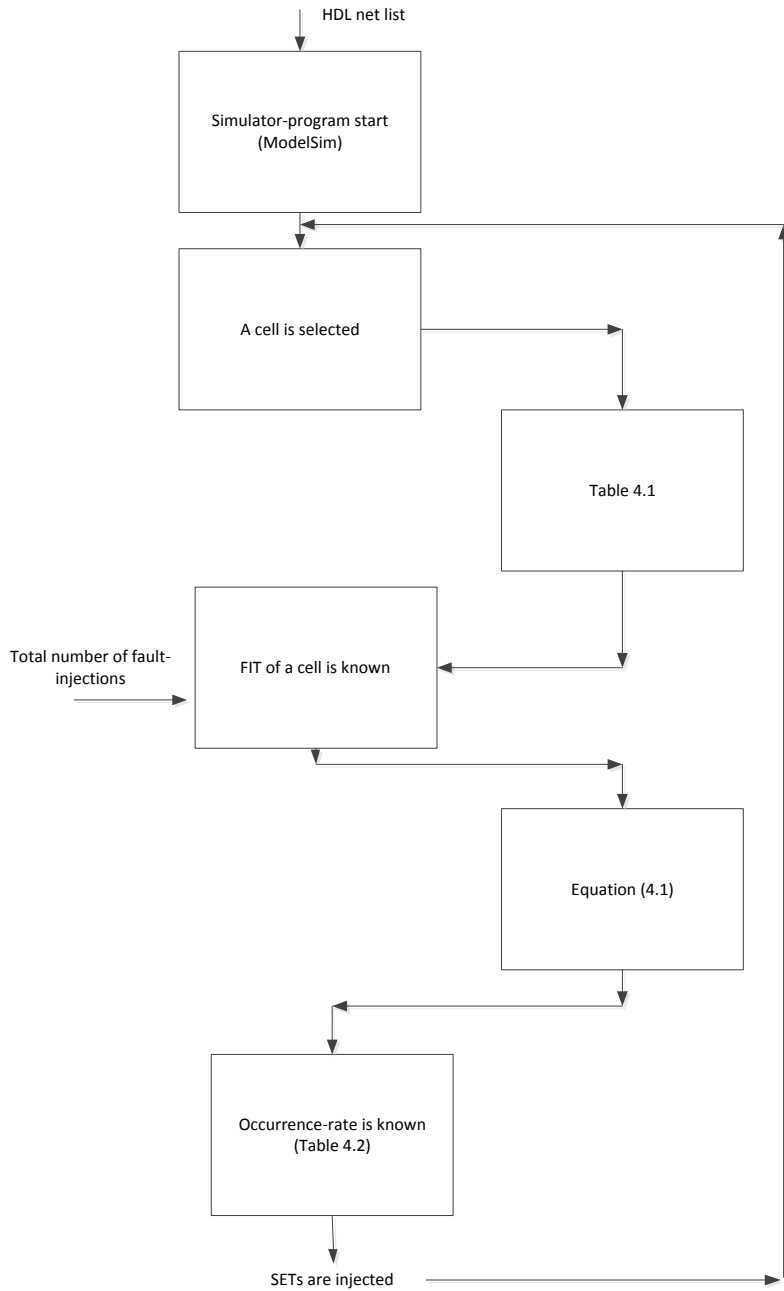 HDL net list
Simulator-program start
(ModelSim)
A cell is selected
Table 4.1
Total number of fault-
injections
FIT of a cell is known
Equation (4.1)
Occurrence-rate is known
(Table 4.2)
SETs are injected